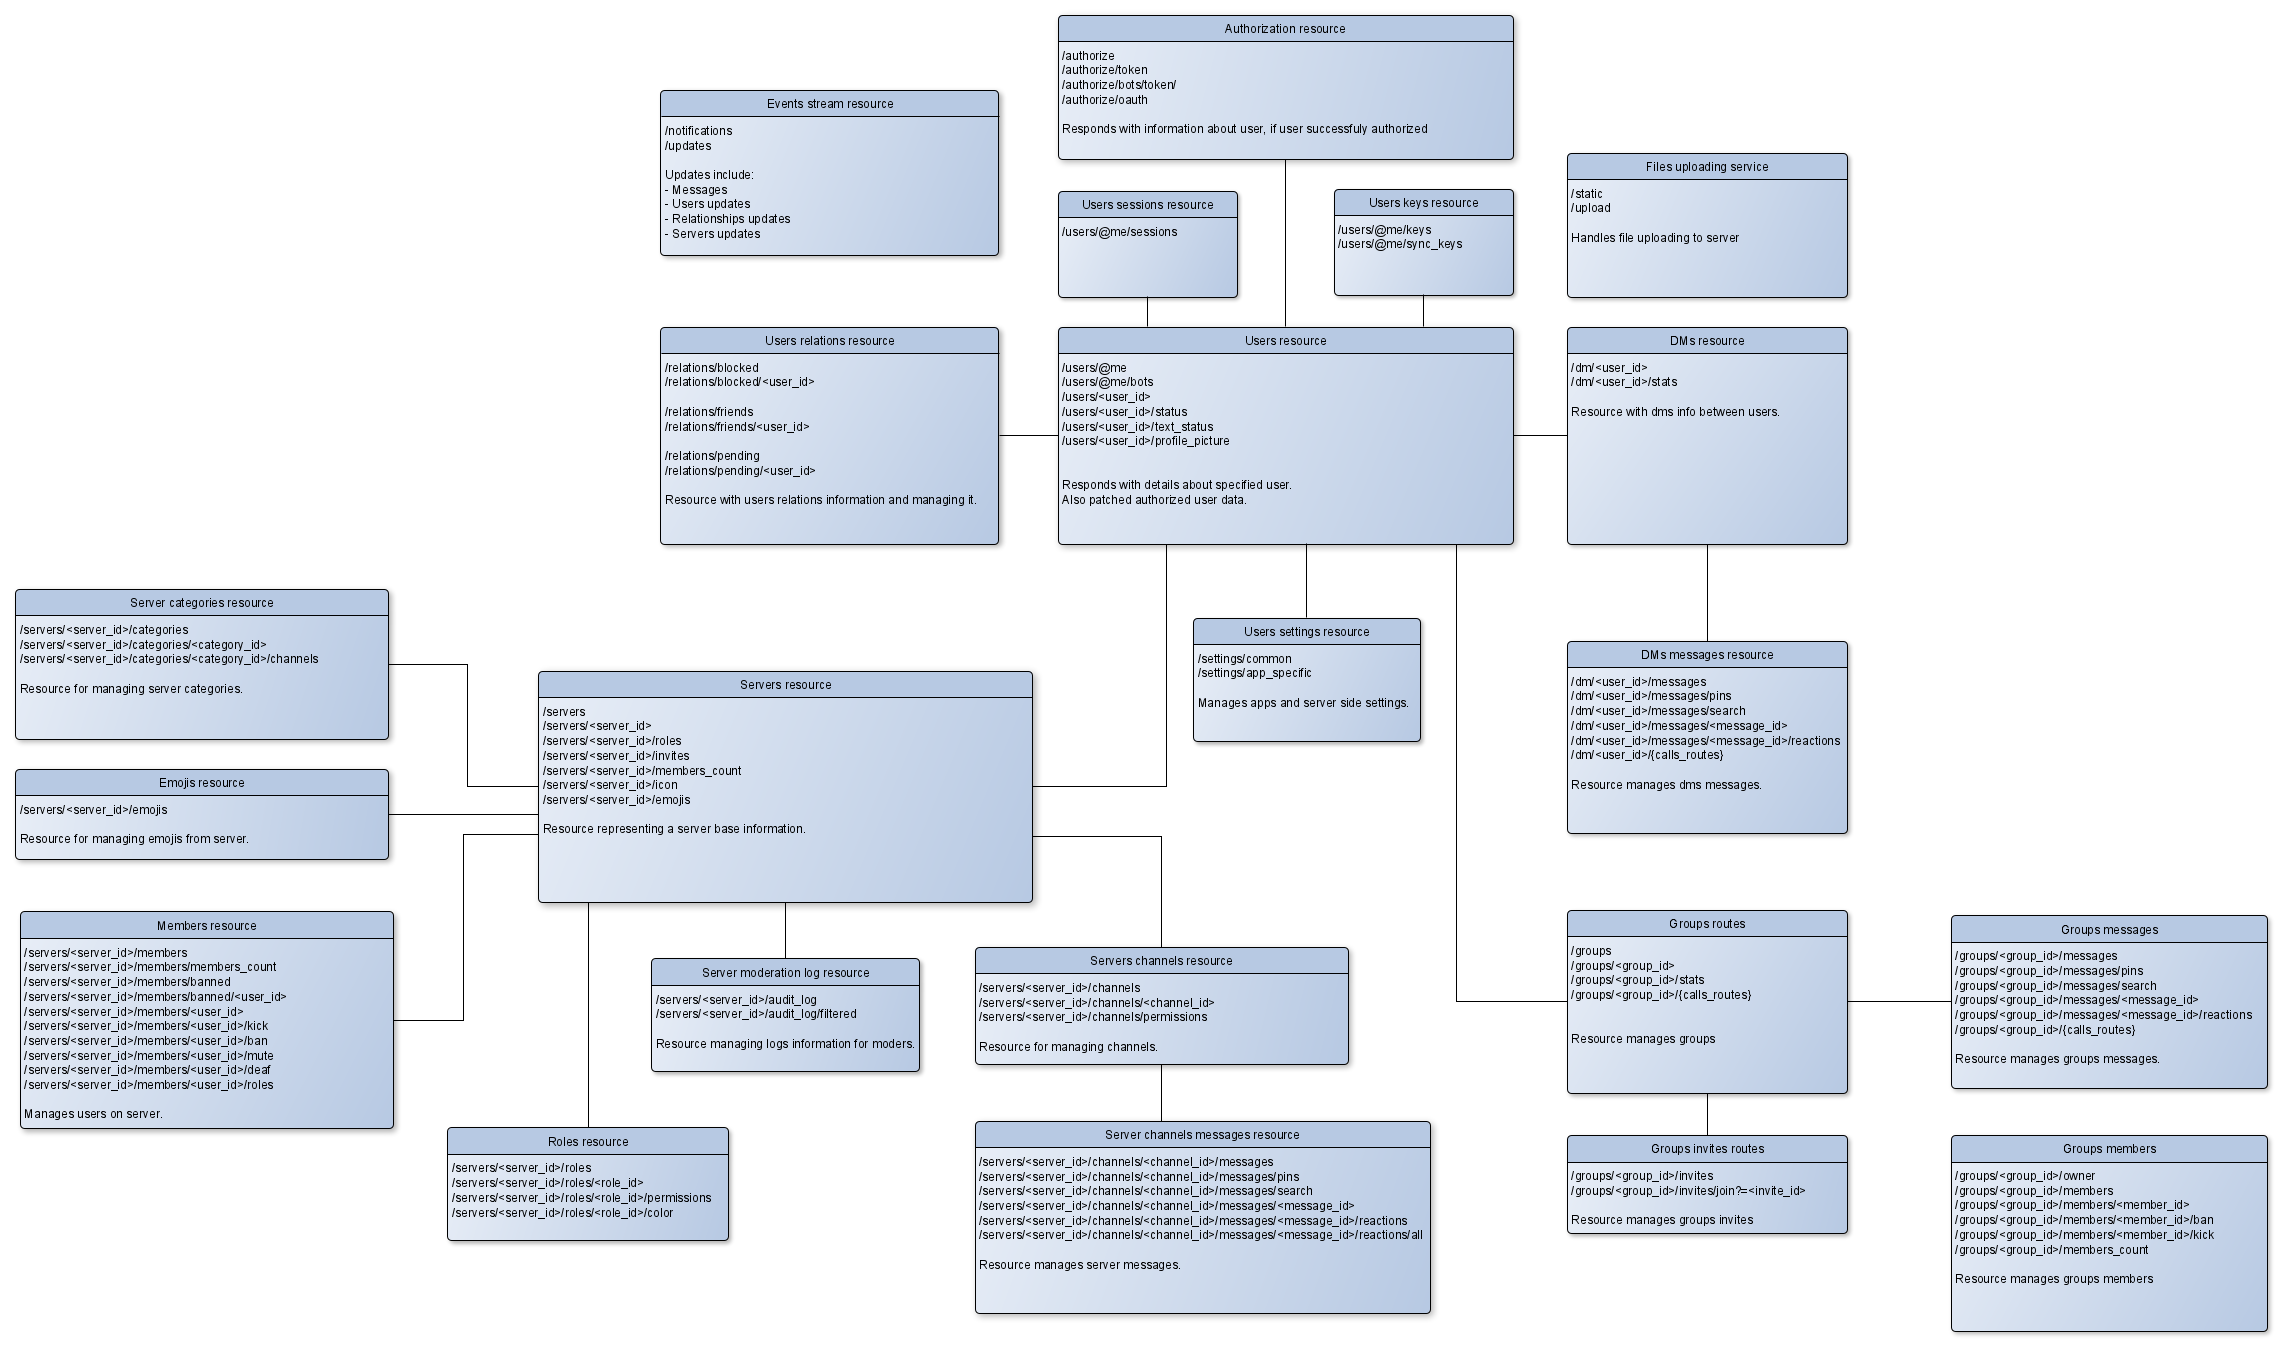 Authorization resource
/authorize
/authorize/token
/authorize/bots/token/
/authorize/oauth
Responds with information about user, if user successfuly authorized
Events stream resource
/notifications
/updates
Updates include:
- Messages
- Users updates
- Relationships updates
- Servers updates
Users sessions resource
/users/@me/sessions
Users keys resource
/users/@me/keys
/users/@me/sync_keys
Files uploading service
/static
/upload
Handles file uploading to server
Users relations resource
/relations/blocked
/relations/blocked/<user_id>
/relations/friends
/relations/friends/<user_id>
/relations/pending
/relations/pending/<user_id>
Resource with users relations information and managing it.
Users resource
/users/@me
/users/@me/bots
/users/<user_id>
/users/<user_id>/status
/users/<user_id>/text_status
/users/<user_id>/profile_picture
Responds with details about specified user.
Also patched authorized user data.
DMs resource
/dm/<user_id>
/dm/<user_id>/stats
Resource with dms info between users.
Server categories resource
/servers/<server_id>/categories
/servers/<server_id>/categories/<category_id>
/servers/<server_id>/categories/<category_id>/channels
Resource for managing server categories.
Users settings resource
/settings/common
/settings/app_specific
Manages apps and server side settings.
DMs messages resource
/dm/<user_id>/messages
/dm/<user_id>/messages/pins
/dm/<user_id>/messages/search
/dm/<user_id>/messages/<message_id>
/dm/<user_id>/messages/<message_id>/reactions
/dm/<user_id>/{calls_routes}
Resource manages dms messages.
Servers resource
/servers
/servers/<server_id>
/servers/<server_id>/roles
/servers/<server_id>/invites
/servers/<server_id>/members_count
/servers/<server_id>/icon
/servers/<server_id>/emojis
Resource representing a server base information.
Emojis resource
/servers/<server_id>/emojis
Resource for managing emojis from server.
Members resource
/servers/<server_id>/members
/servers/<server_id>/members/members_count
/servers/<server_id>/members/banned
/servers/<server_id>/members/banned/<user_id>
/servers/<server_id>/members/<user_id>
/servers/<server_id>/members/<user_id>/kick
/servers/<server_id>/members/<user_id>/ban
/servers/<server_id>/members/<user_id>/mute
/servers/<server_id>/members/<user_id>/deaf
/servers/<server_id>/members/<user_id>/roles
Manages users on server.
Server moderation log resource
/servers/<server_id>/audit_log
/servers/<server_id>/audit_log/filtered
Resource managing logs information for moders.
Servers channels resource
/servers/<server_id>/channels
/servers/<server_id>/channels/<channel_id>
/servers/<server_id>/channels/permissions
Resource for managing channels.
Groups routes
/groups
/groups/<group_id>
/groups/<group_id>/stats
/groups/<group_id>/{calls_routes}
Resource manages groups
Groups messages
/groups/<group_id>/messages
/groups/<group_id>/messages/pins
/groups/<group_id>/messages/search
/groups/<group_id>/messages/<message_id>
/groups/<group_id>/messages/<message_id>/reactions
/groups/<group_id>/{calls_routes}
Resource manages groups messages.
Roles resource
/servers/<server_id>/roles
/servers/<server_id>/roles/<role_id>
/servers/<server_id>/roles/<role_id>/permissions
/servers/<server_id>/roles/<role_id>/color
Server channels messages resource
/servers/<server_id>/channels/<channel_id>/messages
/servers/<server_id>/channels/<channel_id>/messages/pins
/servers/<server_id>/channels/<channel_id>/messages/search
/servers/<server_id>/channels/<channel_id>/messages/<message_id>
/servers/<server_id>/channels/<channel_id>/messages/<message_id>/reactions
/servers/<server_id>/channels/<channel_id>/messages/<message_id>/reactions/all
Resource manages server messages.
Groups invites routes
/groups/<group_id>/invites
/groups/<group_id>/invites/join?=<invite_id>
Resource manages groups invites
Groups members
/groups/<group_id>/owner
/groups/<group_id>/members
/groups/<group_id>/members/<member_id>
/groups/<group_id>/members/<member_id>/ban
/groups/<group_id>/members/<member_id>/kick
/groups/<group_id>/members_count
Resource manages groups members